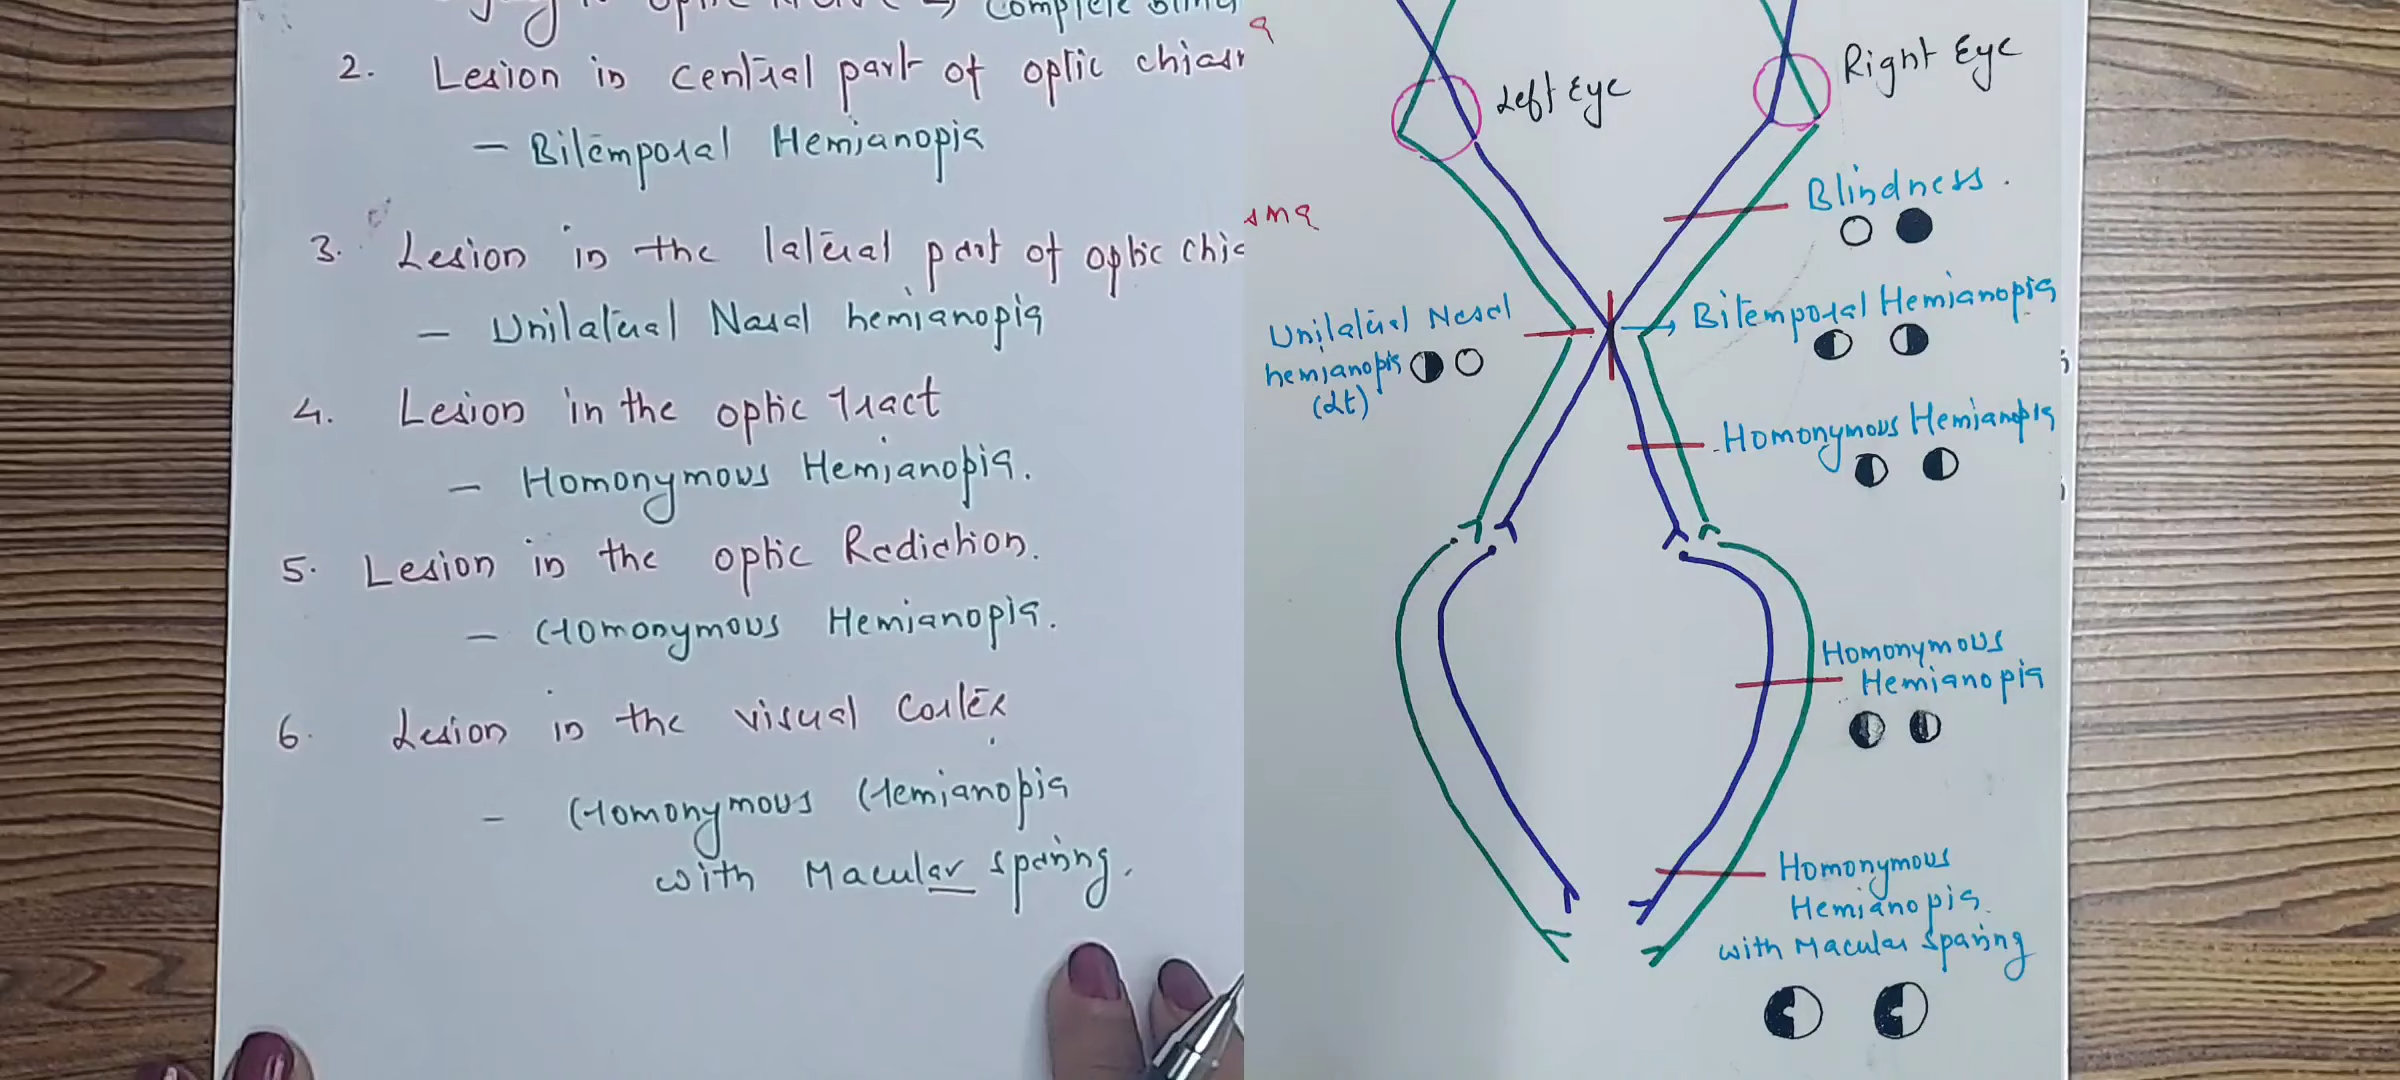 optic nerve → complete
2. Lesion in central part of optic
— Bitemporal Hemianopia
3. Lesion in the lateral part of optic
— Unilateral Nasal hemianopia
4. Lesion in the optic Tract
— Homonymous Hemianopia.
5. Lesion in the optic Radiation.
— Homonymous Hemianopia.
6. Lesion in the visual Cortex
- Homonymous Hemianopia
with Macular sparing.
Left Eye
Right Eye
Blindness.
Unilateral Nasal
hemianopia
(Lt)
Bitemporal Hemianopia
Homonymous Hemianopia
Homonymous
Hemianopia
Homonymous
Hemianopia
with Macular sparing